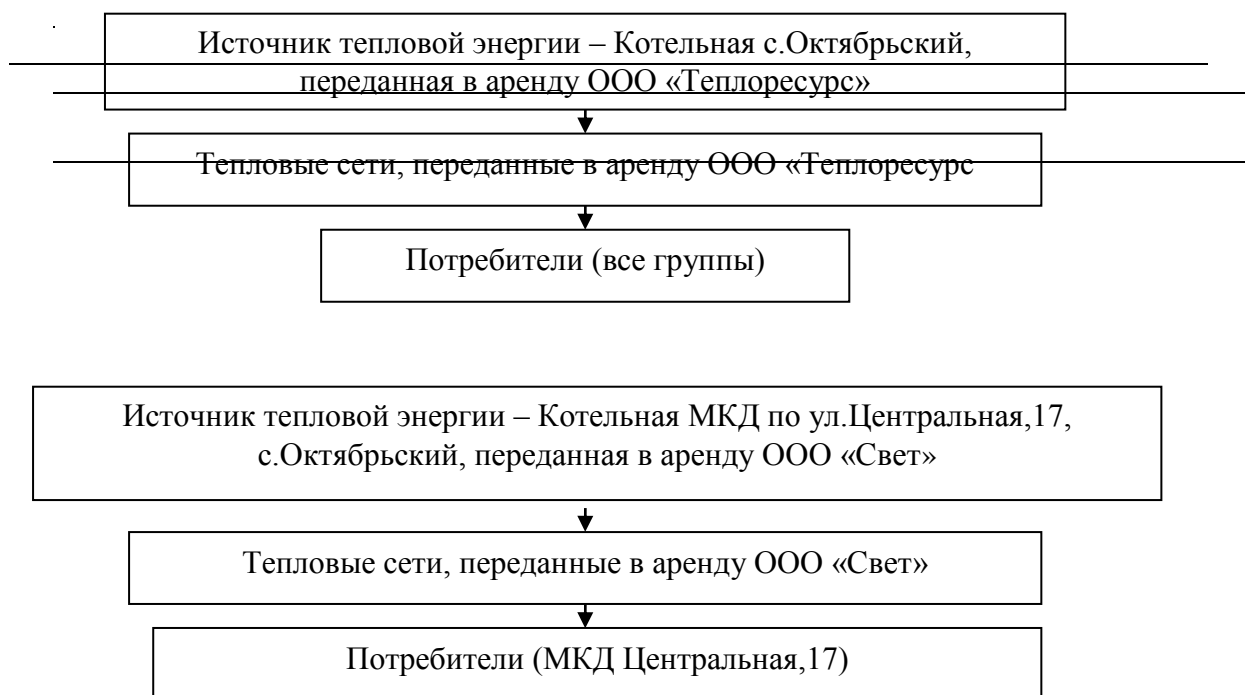 Источник тепловой энергии – Котельная с.Октябрьский,
переданная в аренду ООО «Теплоресурс»
Тепловые сети, переданные в аренду ООО «Теплоресурс
Потребители (все группы)
Источник тепловой энергии – Котельная МКД по ул.Центральная,17,
с.Октябрьский, переданная в аренду ООО «Свет»
Тепловые сети, переданные в аренду ООО «Свет»
Потребители (МКД Центральная,17)